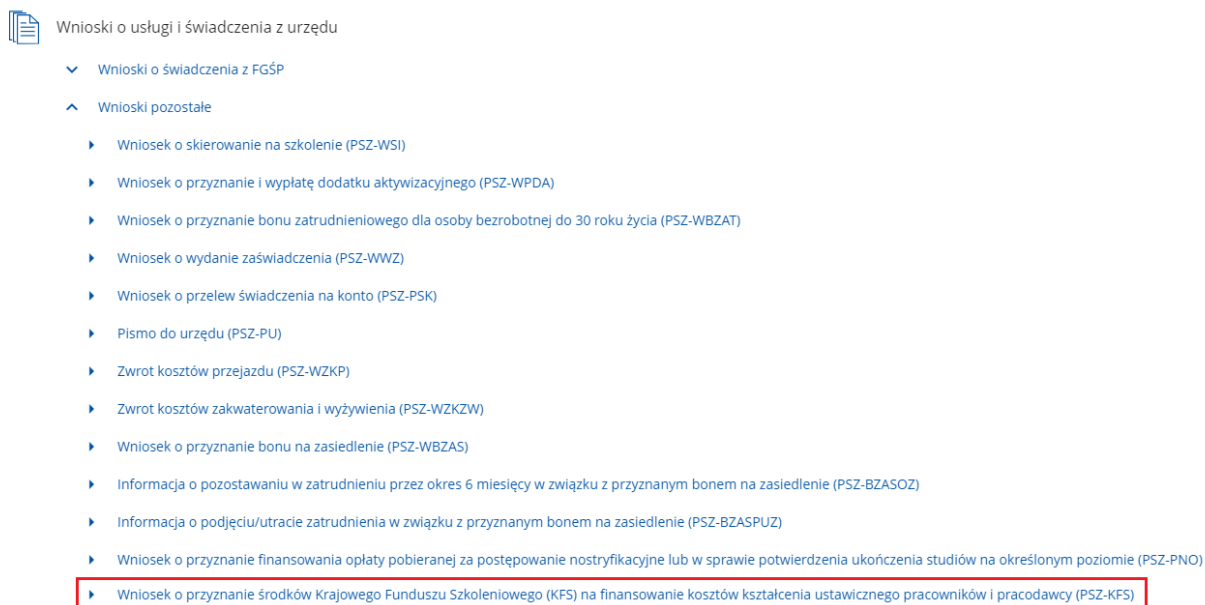 Wnioski o usługi i świadczenia z urzędu
Wnioski o świadczenia z FGŚP
Wnioski pozostałe
Wniosek o skierowanie na szkolenie (PSZ-WSI)
Wniosek o przyznanie i wypłatę dodatku aktywizacyjnego (PSZ-WPDA)
Wniosek o przyznanie bonu zatrudnieniowego dla osoby bezrobotnej do 30 roku życia (PSZ-WBZAT)
Wniosek o wydanie zaświadczenia (PSZ-WWZ)
Wniosek o przelew świadczenia na konto (PSZ-PSK)
Pismo do urzędu (PSZ-PU)
Zwrot kosztów przejazdu (PSZ-WZKP)
Zwrot kosztów zakwaterowania i wyżywienia (PSZ-WZKZW)
Wniosek o przyznanie bonu na zasiedlenie (PSZ-WBZAS)
Informacja o pozostawaniu w zatrudnieniu przez okres 6 miesięcy w związku z przyznanym bonem na zasiedlenie (PSZ-BZASOZ)
Informacja o podjęciu/utracie zatrudnienia w związku z przyznanym bonem na zasiedlenie (PSZ-BZASPUZ)
Wniosek o przyznanie finansowania opłaty pobieranej za postępowanie nostryfikacyjne lub w sprawie potwierdzenia ukończenia studiów na określonym poziomie (PSZ-PNO)
Wniosek o przyznanie środków Krajowego Funduszu Szkoleniowego (KFS) na finansowanie kosztów kształcenia ustawicznego pracowników i pracodawcy (PSZ-KFS)